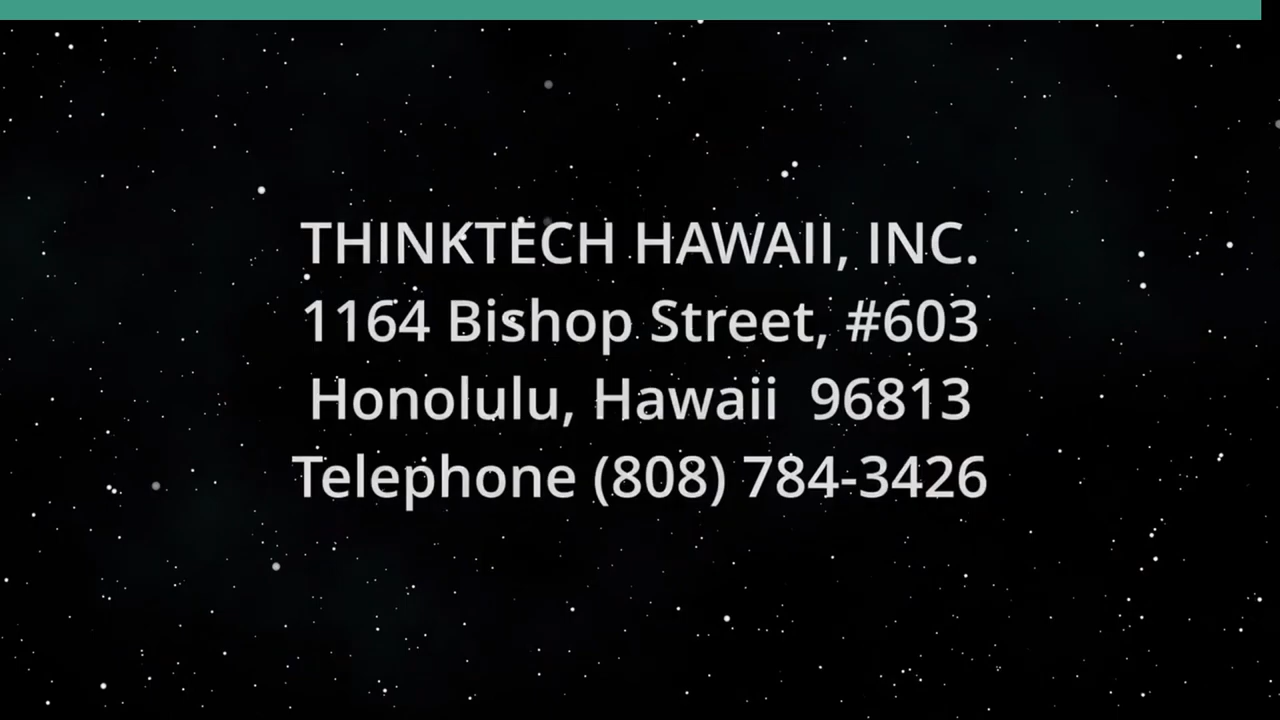 THINKTECH HAWAII, INC.
1164 Bishop Street, #603
Honolulu, Hawaii  96813
Telephone (808) 784-3426